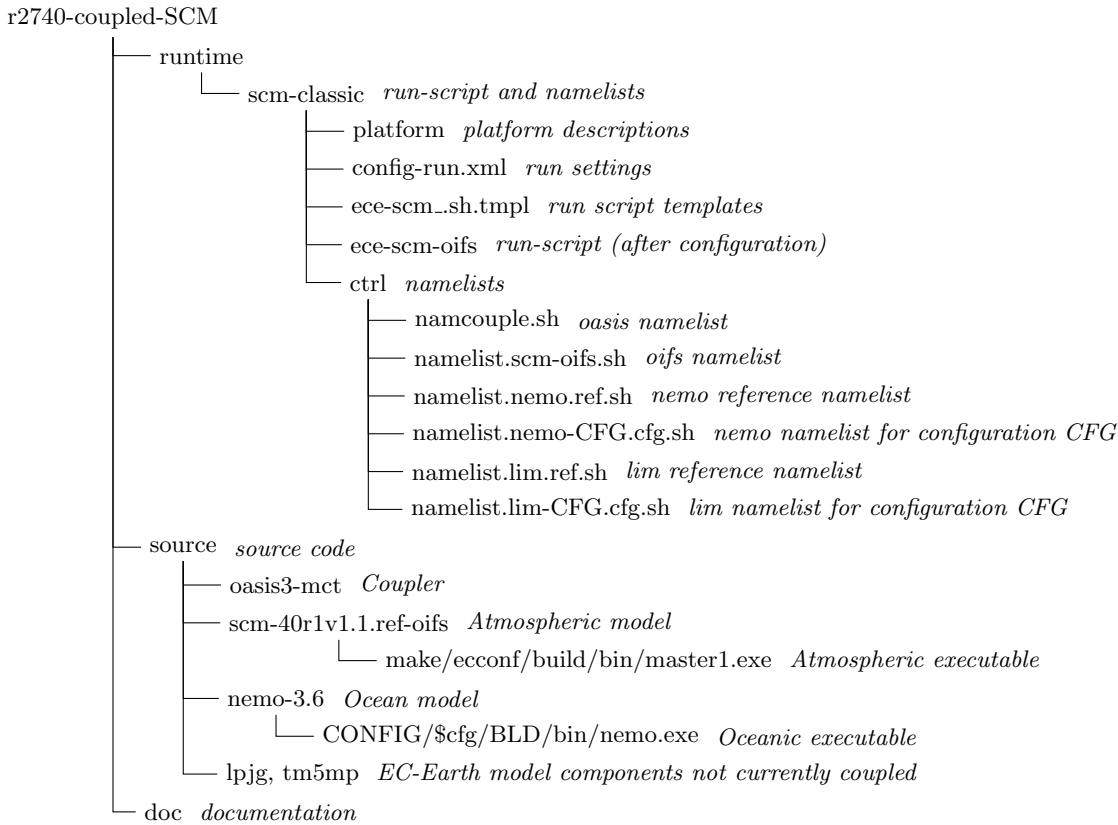 r2740-coupled-SCM
runtime
scm-classic run-script and namelists
platform platform descriptions
config-run.xml run settings
ece-scm_.sh.tmpl run script templates
ece-scm-oifs run-script (after configuration)
ctrl namelists
namcouple.sh oasis namelist
namelist.scm-oifs.sh oifs namelist
namelist.nemo.ref.sh nemo reference namelist
namelist.nemo-CFG.cfg.sh nemo namelist for configuration CFG
namelist.lim.ref.sh lim reference namelist
namelist.lim-CFG.cfg.sh lim namelist for configuration CFG
source source code
oasis3-mct Coupler
scm-40r1v1.1.ref-oifs Atmospheric model
make/ecconf/build/bin/master1.exe Atmospheric executable
nemo-3.6 Ocean model
CONFIG/$cfg/BLD/bin/nemo.exe Oceanic executable
lpjg, tm5mp EC-Earth model components not currently coupled
doc documentation